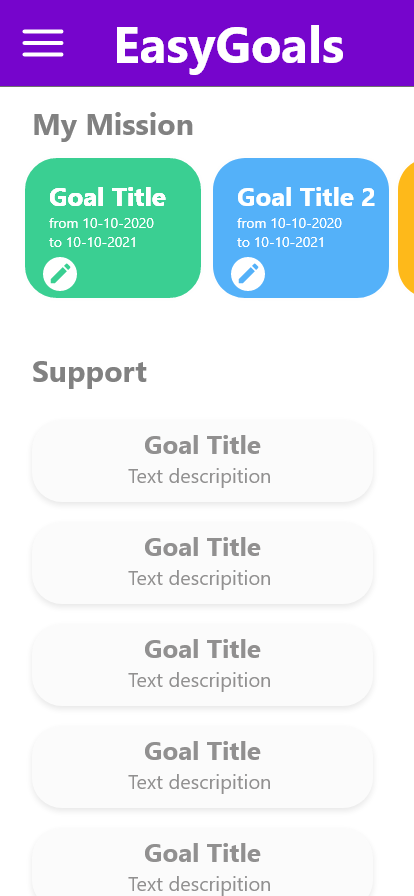 EasyGoals
My Mission
Goal Title
from 10-10-2020
to 10-10-2021
Goal Title 2
from 10-10-2020
to 10-10-2021
Support
Goal Title
Text descripition
Goal Title
Text descripition
Goal Title
Text descripition
Goal Title
Text descripition
Goal Title
Text descripition